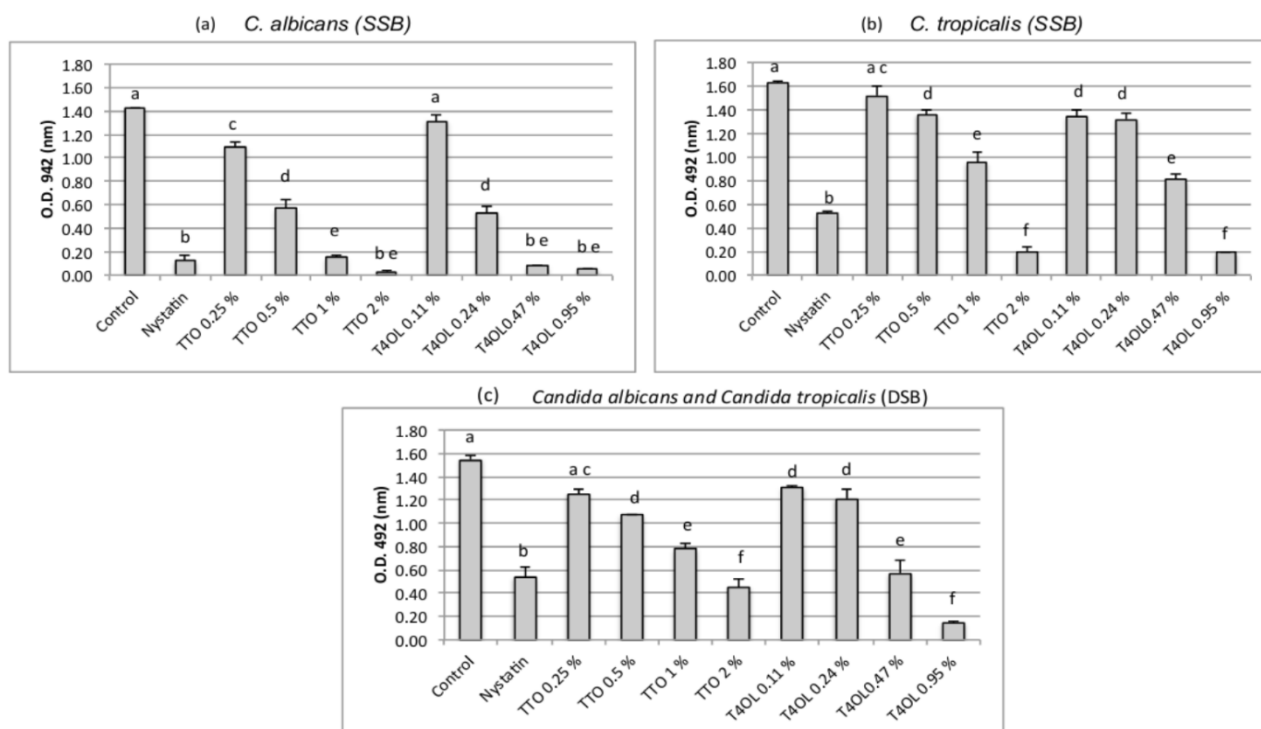 (a) C. albicans (SSB)
O.D. 942 (nm)
1.80
1.60
1.40
1.20
1.00
0.80
0.60
0.40
0.20
0.00
a
b
c
d
e
b e
a
d
b e
b e
Control
Nystatin
TTO 0.25 %
TTO 0.5 %
TTO 1 %
TTO 2 %
T4OL 0.11 %
T4OL 0.24 %
T4OL0.47 %
T4OL 0.95 %
(b) C. tropicalis (SSB)
O.D. 492 (nm)
1.80
1.60
1.40
1.20
1.00
0.80
0.60
0.40
0.20
0.00
a
b
a c
d
e
f
d
d
e
f
Control
Nystatin
TTO 0.25 %
TTO 0.5 %
TTO 1 %
TTO 2 %
T4OL 0.11 %
T4OL 0.24 %
T4OL0.47 %
T4OL 0.95 %
(c) Candida albicans and Candida tropicalis (DSB)
O.D. 492 (nm)
1.80
1.60
1.40
1.20
1.00
0.80
0.60
0.40
0.20
0.00
a
b
a c
d
e
f
d
d
e
f
Control
Nystatin
TTO 0.25 %
TTO 0.5 %
TTO 1 %
TTO 2 %
T4OL 0.11 %
T4OL 0.24 %
T4OL0.47 %
T4OL 0.95 %